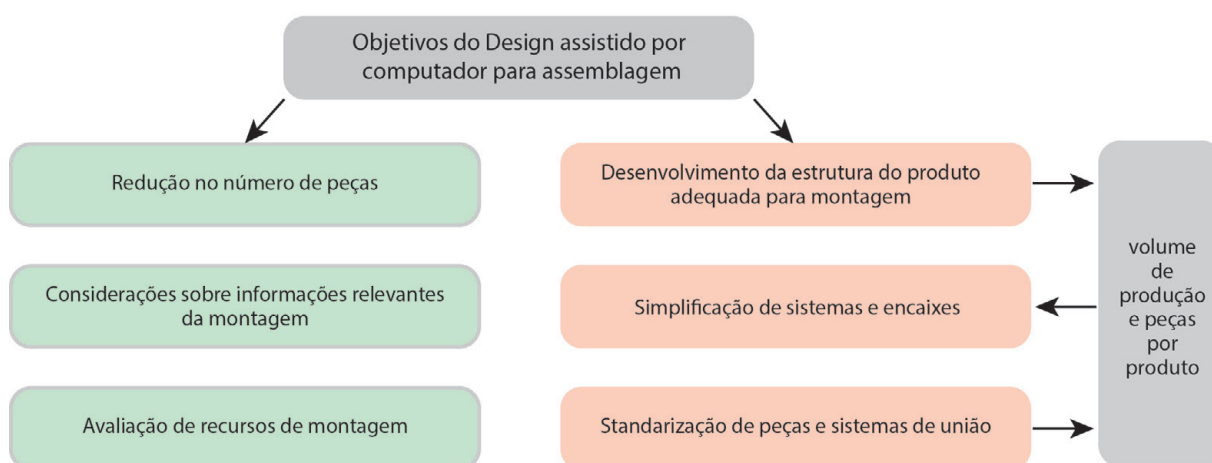 Objetivos do Design assistido por
computador para assemblagem
Redução no número de peças
Desenvolvimento da estrutura do produto
adequada para montagem
Considerações sobre informações relevantes
da montagem
Simplificação de sistemas e encaixes
Avaliação de recursos de montagem
Standarização de peças e sistemas de união
volume
de
produção
e peças
por
produto